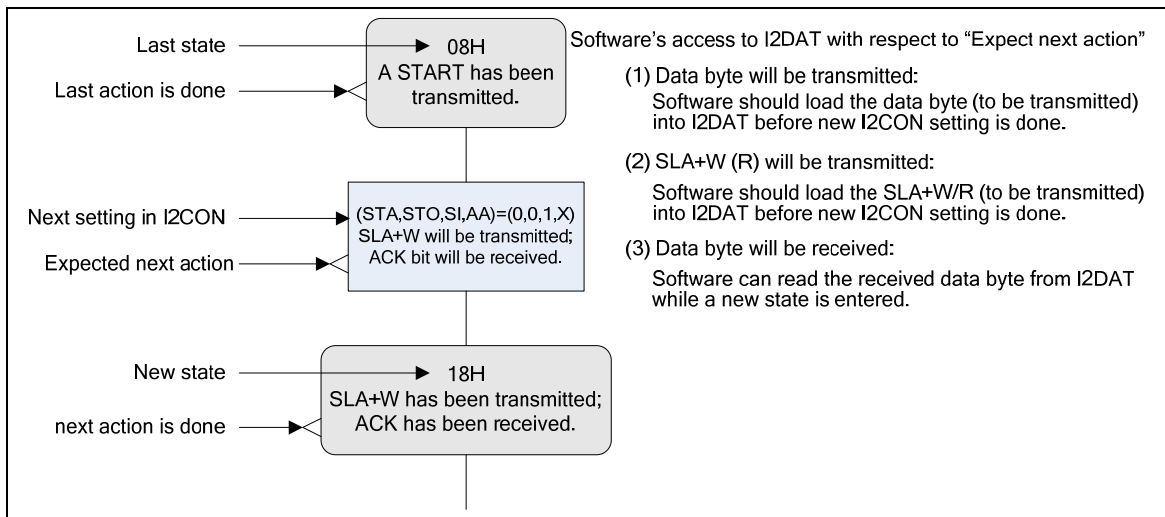 Last state
08H
Last action is done
A START has been
transmitted.
Next setting in I2CON
(STA,STO,SI,AA)=(0,0,1,X)
SLA+W will be transmitted;
Expected next action
ACK bit will be received.
New state
18H
SLA+W has been transmitted;
next action is done
ACK has been received.
Software's access to I2DAT with respect to “Expect next action”
(1) Data byte will be transmitted:
Software should load the data byte (to be transmitted)
into I2DAT before new I2CON setting is done.
(2) SLA+W (R) will be transmitted:
Software should load the SLA+W/R (to be transmitted)
into I2DAT before new I2CON setting is done.
(3) Data byte will be received:
Software can read the received data byte from I2DAT
while a new state is entered.